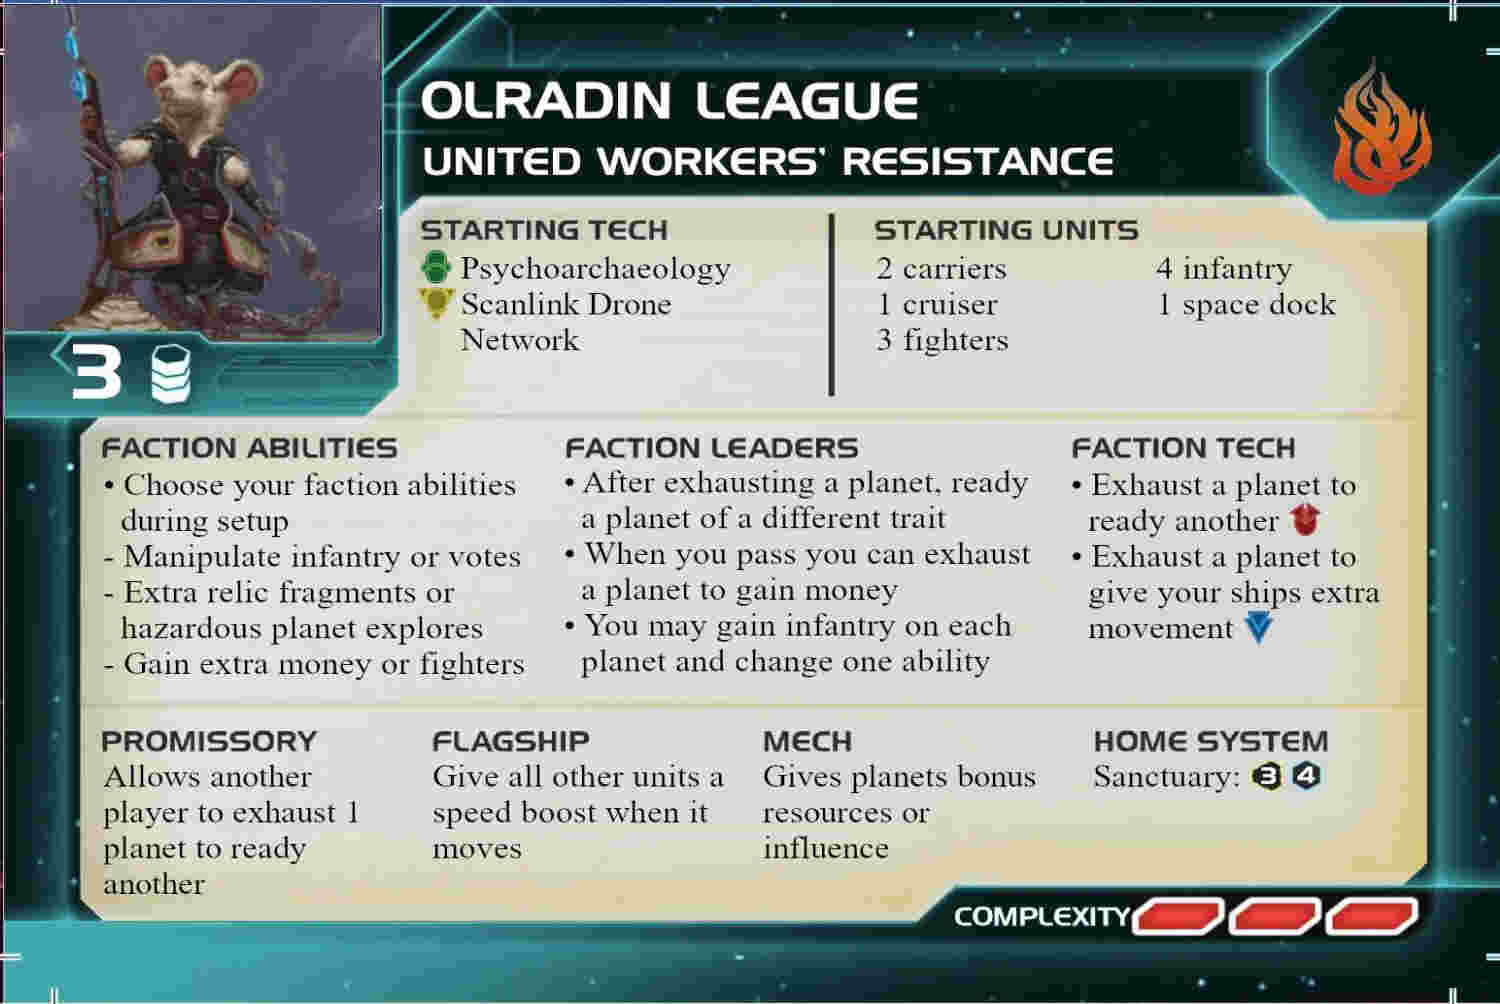 OLRADIN LEAGUE
UNITED WORKERS' RESISTANCE
3
STARTING TECH
Psychoarchaeology
Scanlink Drone
Network
STARTING UNITS
2 carriers
1 cruiser
3 fighters
4 infantry
1 space dock
FACTION ABILITIES
• Choose your faction abilities
during setup
- Manipulate infantry or votes
- Extra relic fragments or
hazardous planet explores
- Gain extra money or fighters
FACTION LEADERS
• After exhausting a planet, ready
a planet of a different trait
• When you pass you can exhaust
a planet to gain money
• You may gain infantry on each
planet and change one ability
FACTION TECH
• Exhaust a planet to
ready another
• Exhaust a planet to
give your ships extra
movement
PROMISSORY
Allows another
player to exhaust 1
planet to ready
another
FLAGSHIP
Give all other units a
speed boost when it
moves
MECH
Gives planets bonus
resources or
influence
HOME SYSTEM
Sanctuary: 3 4
COMPLEXITY